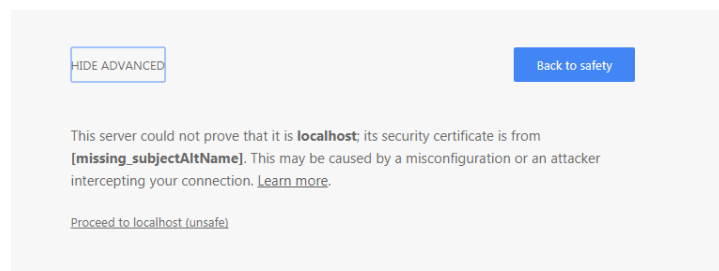 HIDE ADVANCED
Back to safety
This server could not prove that it is localhost; its security certificate is from
[missing_subjectAltName]. This may be caused by a misconfiguration or an attacker
intercepting your connection. Learn more.
Proceed to localhost (unsafe)